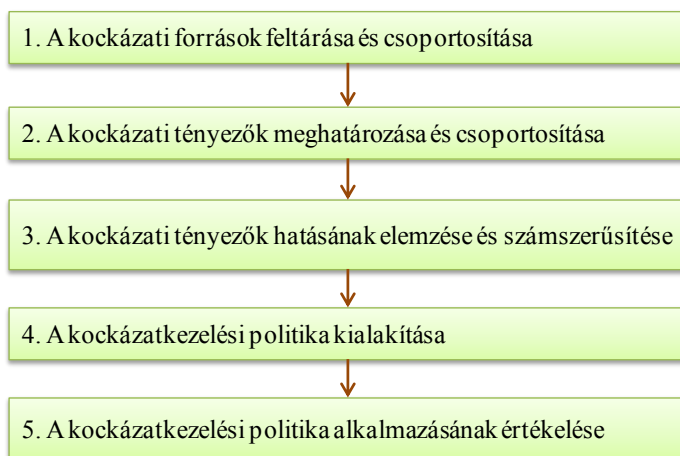 1. A kockázati források feltárása és csoportosítása
2. A kockázati tényezők meghatározása és csoportosítása
3. A kockázati tényezők hatásának elemzése és számszerűsítése
4. A kockázatkezelési politika kialakítása
5. A kockázatkezelési politika alkalmazásának értékelése